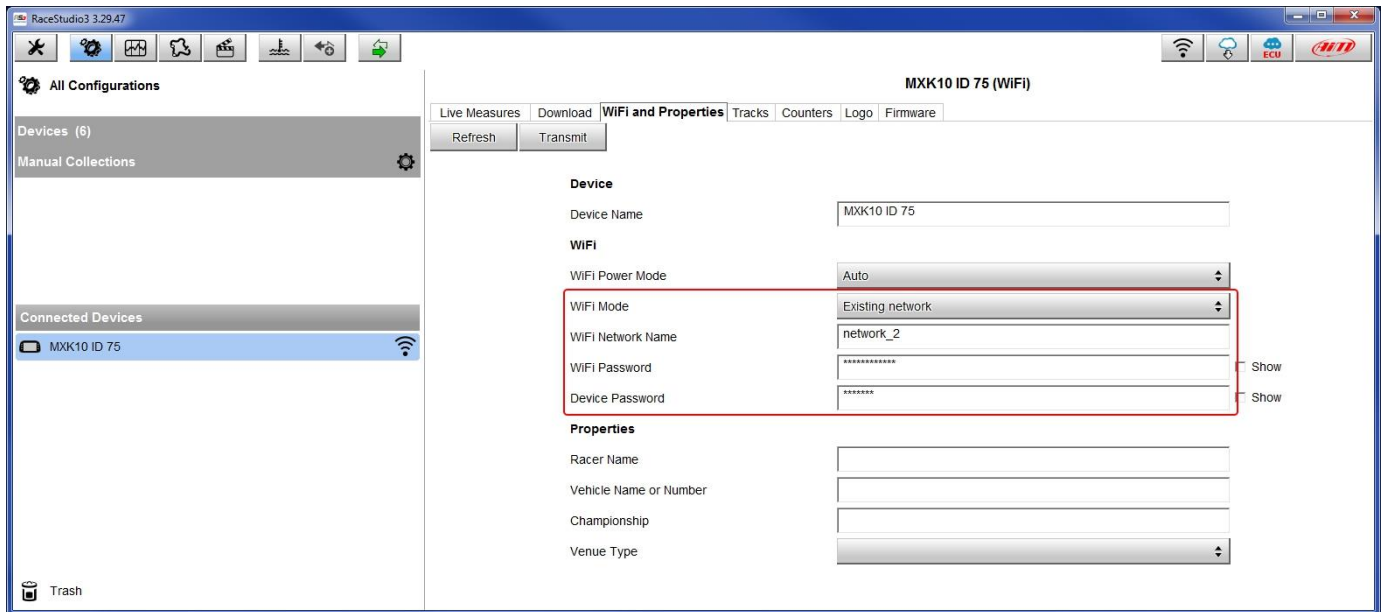 RaceStudio3 3.29.47
ECU
AiM
All Configurations
MXK10 ID 75 (WiFi)
Live Measures Download WiFi and Properties Tracks Counters Logo Firmware
Devices (6)
Refresh Transmit
Manual Collections
Device
Device Name MXK10 ID 75
WiFi
WiFi Power Mode Auto
WiFi Mode Existing network
Connected Devices
WiFi Network Name network_2
MXK10 ID 75
WiFi Password ************ Show
Device Password ******* Show
Properties
Racer Name
Vehicle Name or Number
Championship
Venue Type
Trash